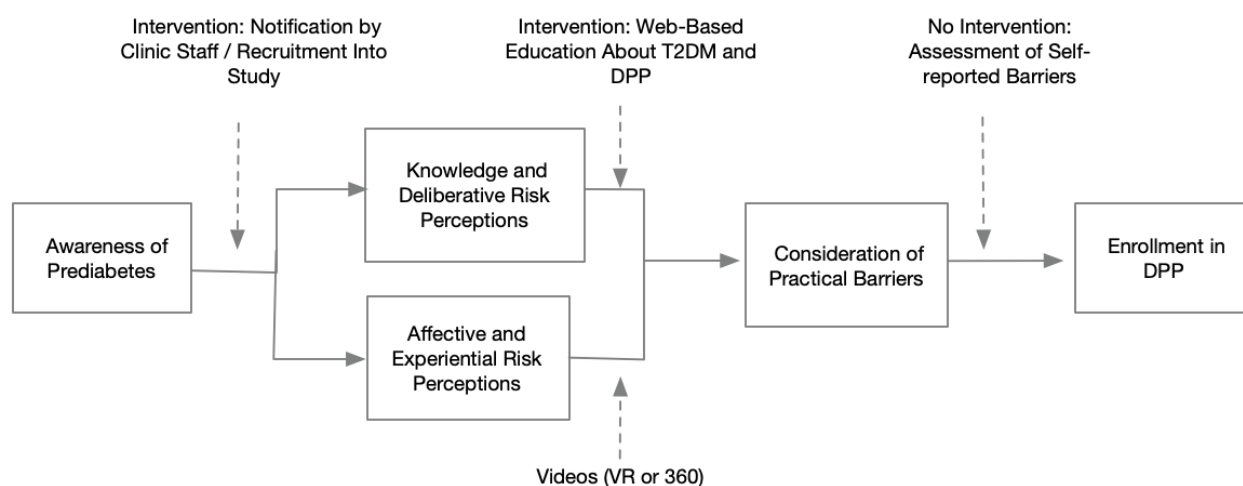 Intervention: Notification by
Clinic Staff / Recruitment Into
Study
Intervention: Web-Based
Education About T2DM and
DPP
No Intervention:
Assessment of Self-
reported Barriers
Awareness of
Prediabetes
Knowledge and
Deliberative Risk
Perceptions
Affective and
Experiential Risk
Perceptions
Consideration of
Practical Barriers
Enrollment in
DPP
Videos (VR or 360)